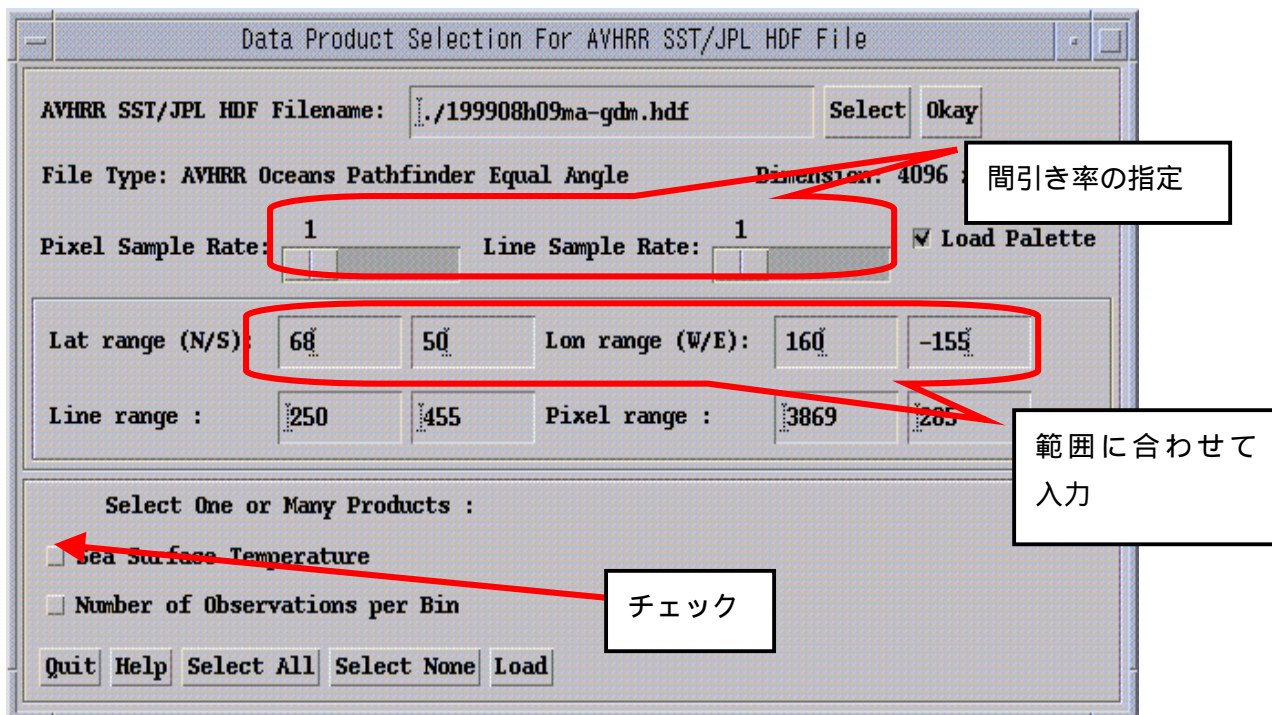 Data Product Selection For AVHRR SST/JPL HDF File
AVHRR SST/JPL HDF Filename: ./199908h09ma-gdm.hdf Select Okay
File Type: AVHRR Oceans Pathfinder Equal Angle Dimension: 4096
間引き率の指定
Pixel Sample Rate: 1 Line Sample Rate: 1 Load Palette
Lat range (N/S): 68 50 Lon range (W/E): 160 -155
Line range : 250 455 Pixel range : 3869 285
範囲に合わせて
入力
Select One or Many Products :
Sea Surface Temperature
Number of Observations per Bin
チェック
Quit Help Select All Select None Load